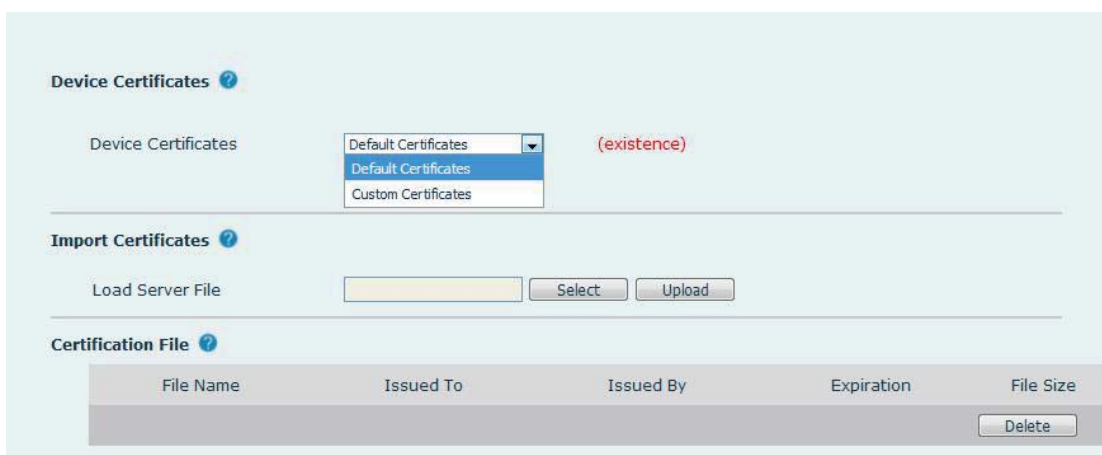 Device Certificates ?
Device Certificates Default Certificates (existence)
Default Certificates
Custom Certificates
Import Certificates ?
Load Server File Select Upload
Certification File ?
File Name Issued To Issued By Expiration File Size
Delete